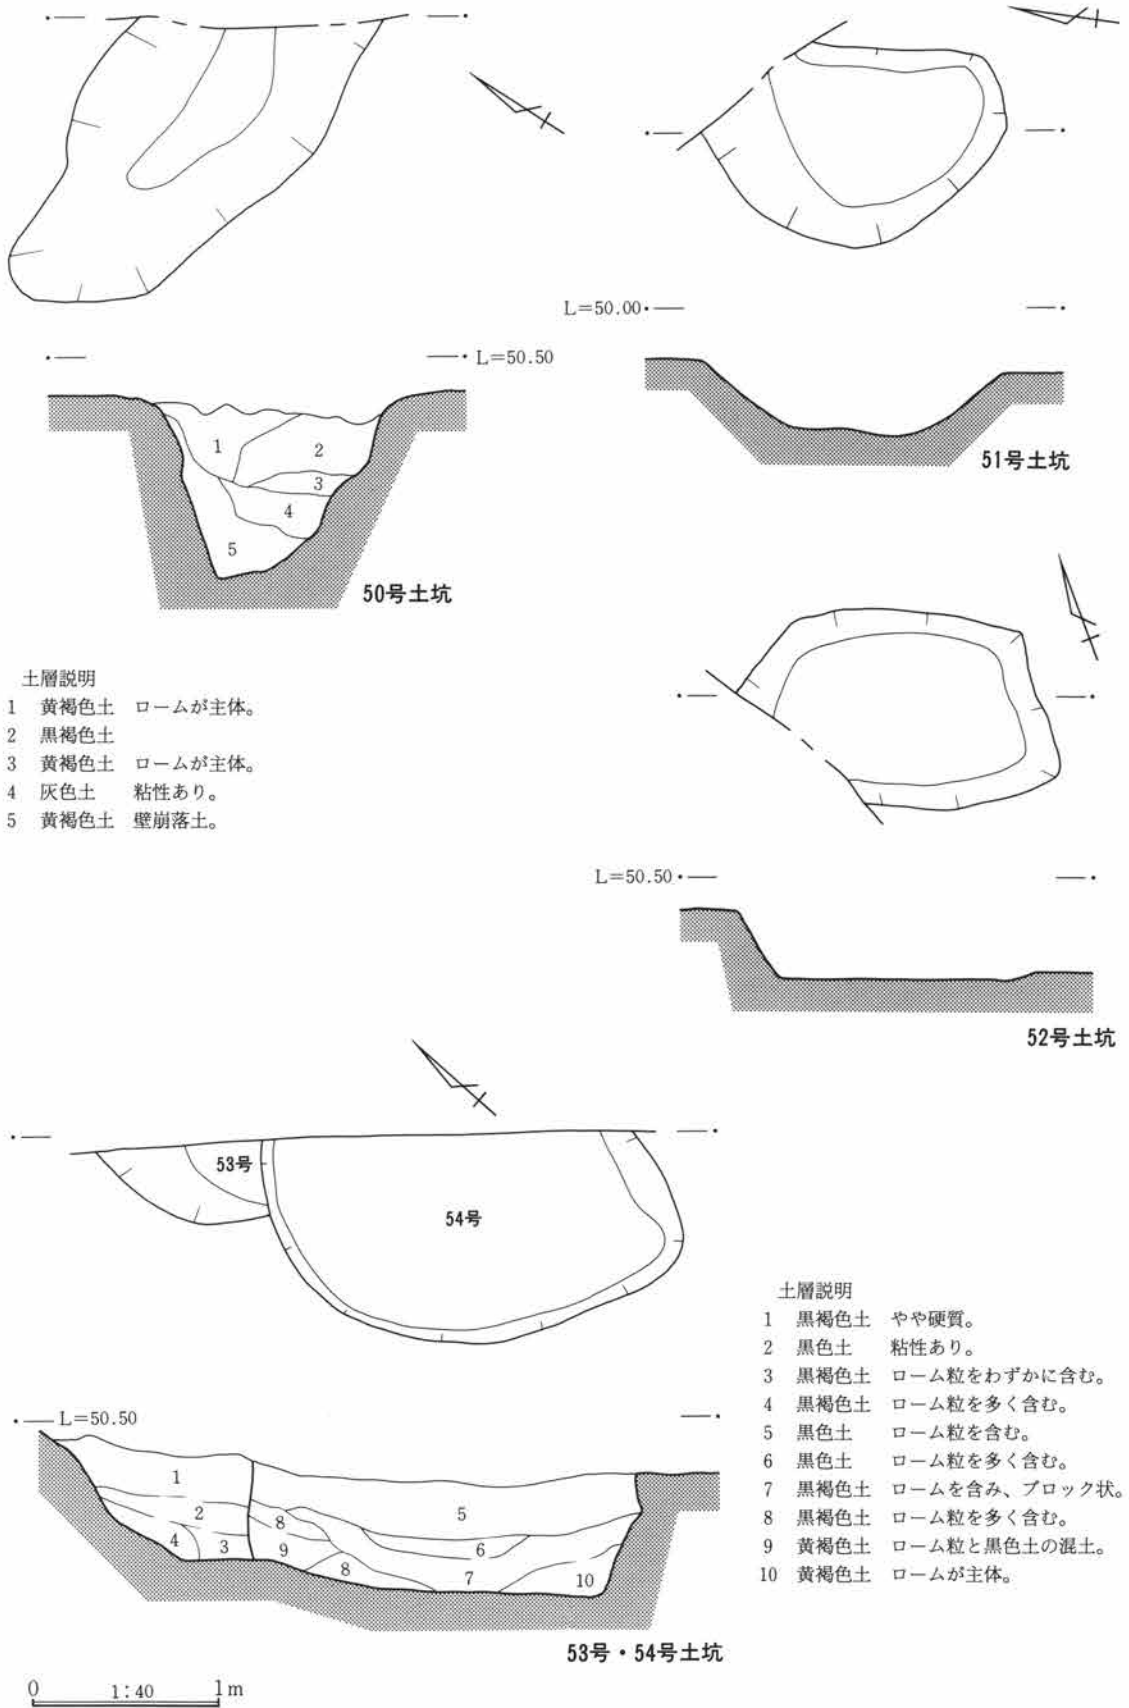 L=50.00
L=50.50
1
2
3
4
5
50号土坑
51号土坑
土層説明
1 黄褐色土 ロームが主体。
2 黒褐色土
3 黄褐色土 ロームが主体。
4 灰色土 粘性あり。
5 黄褐色土 壁崩落土。
L=50.50
52号土坑
53号
54号
土層説明
1 黒褐色土 やや硬質。
2 黒色土 粘性あり。
3 黒褐色土 ローム粒をわずかに含む。
4 黒褐色土 ローム粒を多く含む。
5 黒色土 ローム粒を含む。
6 黒色土 ローム粒を多く含む。
7 黒褐色土 ロームを含み、ブロック状。
8 黒褐色土 ローム粒を多く含む。
9 黄褐色土 ローム粒と黒色土の混土。
10 黄褐色土 ロームが主体。
L=50.50
1
2
3
4
5
6
7
8
9
8
10
53号・54号土坑
0 1:40 1m